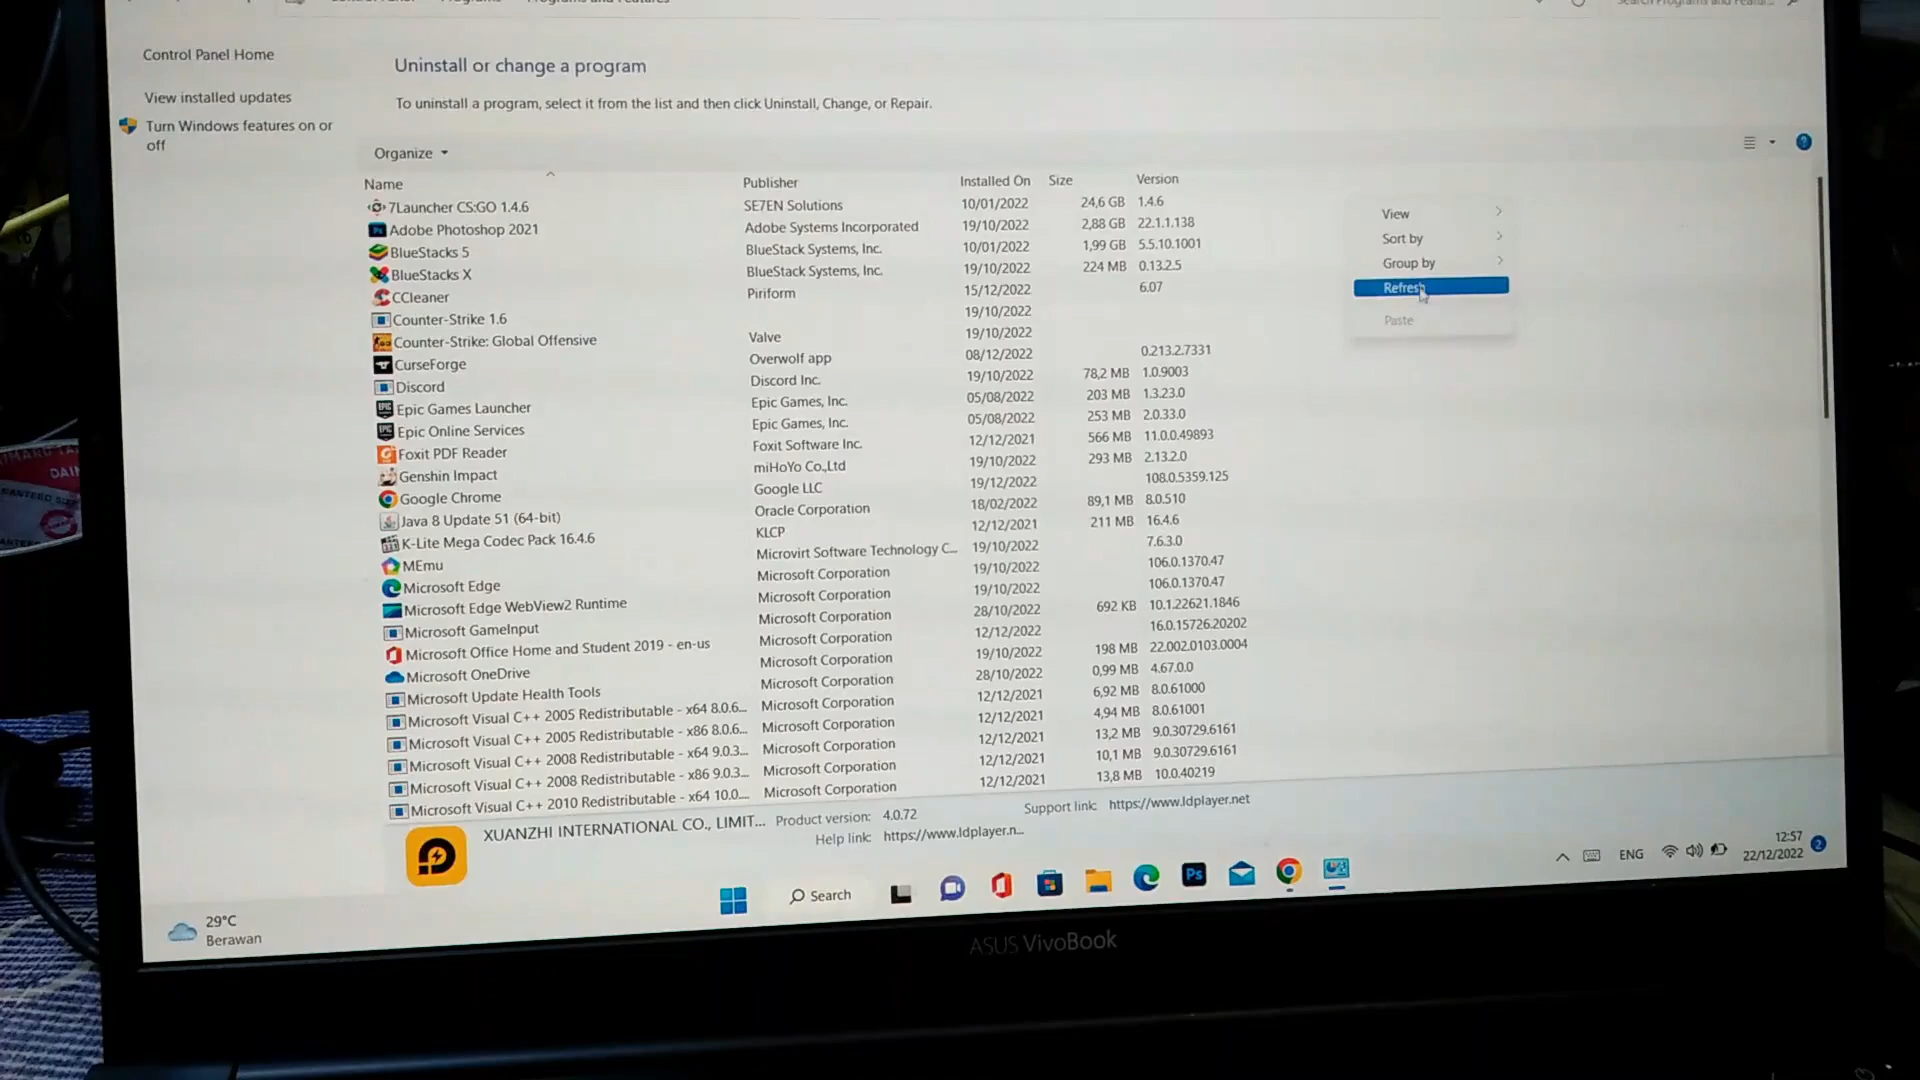 Control Panel Home
View installed updates
Turn Windows features on or
off
Uninstall or change a program
To uninstall a program, select it from the list and then click Uninstall, Change, or Repair.
Organize
Name Publisher Installed On Size Version
7Launcher CS:GO 1.4.6 SE7EN Solutions 10/01/2022 24,6 GB 1.4.6
Adobe Photoshop 2021 Adobe Systems Incorporated 19/10/2022 2,88 GB 22.1.1.138
BlueStacks 5 BlueStack Systems, Inc. 10/01/2022 1,99 GB 5.5.10.1001
BlueStacks X BlueStack Systems, Inc. 19/10/2022 224 MB 0.13.2.5
CCleaner Piriform 15/12/2022 6.07
Counter-Strike 1.6 19/10/2022
Counter-Strike: Global Offensive Valve 19/10/2022
CurseForge Overwolf app 08/12/2022 0.213.2.7331
Discord Discord Inc. 19/10/2022 78,2 MB 1.0.9003
Epic Games Launcher Epic Games, Inc. 05/08/2022 203 MB 1.3.23.0
Epic Online Services Epic Games, Inc. 05/08/2022 253 MB 2.0.33.0
Foxit PDF Reader Foxit Software Inc. 12/12/2021 566 MB 11.0.0.49893
Genshin Impact miHoYo Co.,Ltd 19/10/2022 293 MB 2.13.2.0
Google Chrome Google LLC 19/12/2022 108.0.5359.125
Java 8 Update 51 (64-bit) Oracle Corporation 18/02/2022 89,1 MB 8.0.510
K-Lite Mega Codec Pack 16.4.6 KLCP 12/12/2021 211 MB 16.4.6
MEmu Microvirt Software Technology C... 19/10/2022 7.6.3.0
Microsoft Edge Microsoft Corporation 19/10/2022 106.0.1370.47
Microsoft Edge WebView2 Runtime Microsoft Corporation 19/10/2022 106.0.1370.47
Microsoft GameInput Microsoft Corporation 28/10/2022 692 KB 10.1.22621.1846
Microsoft Office Home and Student 2019 - en-us Microsoft Corporation 12/12/2022 16.0.15726.20202
Microsoft OneDrive Microsoft Corporation 19/10/2022 198 MB 22.002.0103.0004
Microsoft Update Health Tools Microsoft Corporation 28/10/2022 0,99 MB 4.67.0.0
Microsoft Visual C++ 2005 Redistributable - x64 8.0.6... Microsoft Corporation 12/12/2021 6,92 MB 8.0.61000
Microsoft Visual C++ 2005 Redistributable - x86 8.0.6... Microsoft Corporation 12/12/2021 4,94 MB 8.0.61001
Microsoft Visual C++ 2008 Redistributable - x64 9.0.3... Microsoft Corporation 12/12/2021 13,2 MB 9.0.30729.6161
Microsoft Visual C++ 2008 Redistributable - x86 9.0.3... Microsoft Corporation 12/12/2021 10,1 MB 9.0.30729.6161
Microsoft Visual C++ 2010 Redistributable - x64 10.0.... Microsoft Corporation 12/12/2021 13,8 MB 10.0.40219
View
Sort by
Group by
Refresh
Paste
XUANZHI INTERNATIONAL CO., LIMIT... Product version: 4.0.72 Support link: https://www.ldplayer.net
Help link: https://www.ldplayer.n...
29°C
Berawan
Search
Ps
ENG
12:57
22/12/2022
2
ASUS VivoBook